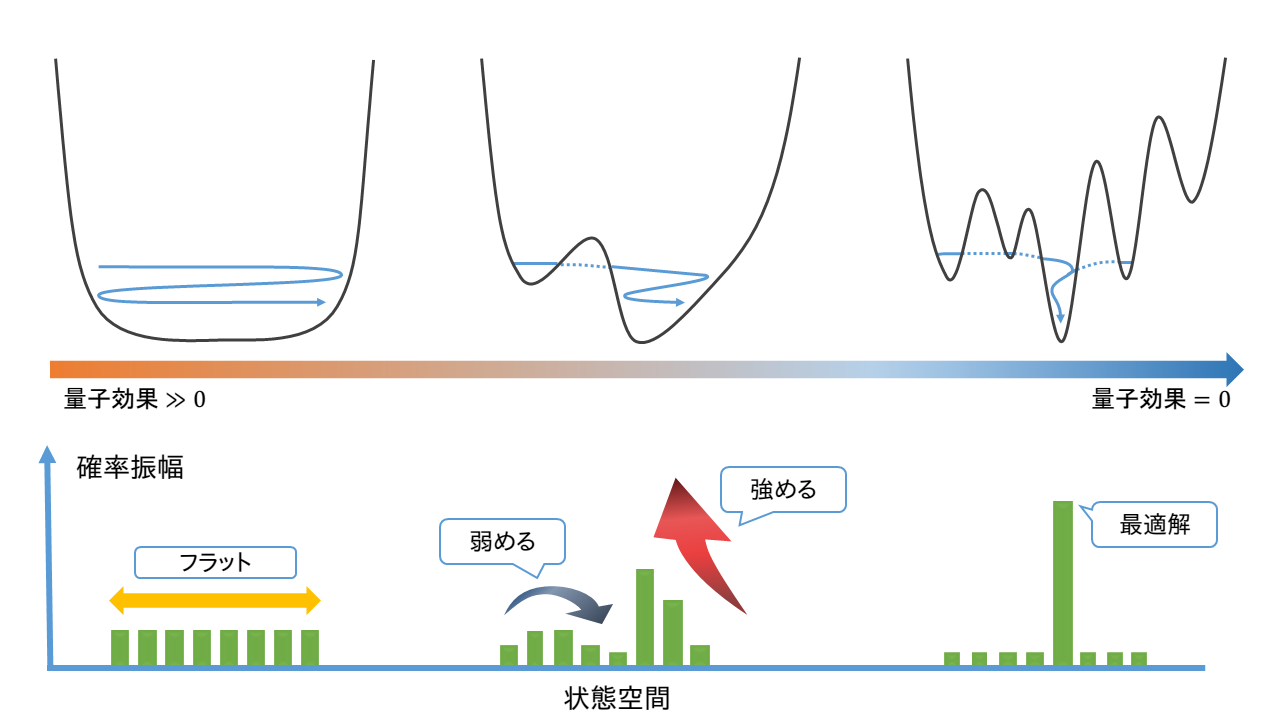 量子効果 ≫ 0
量子効果 = 0
確率振幅
フラット
弱める
強める
最適解
状態空間